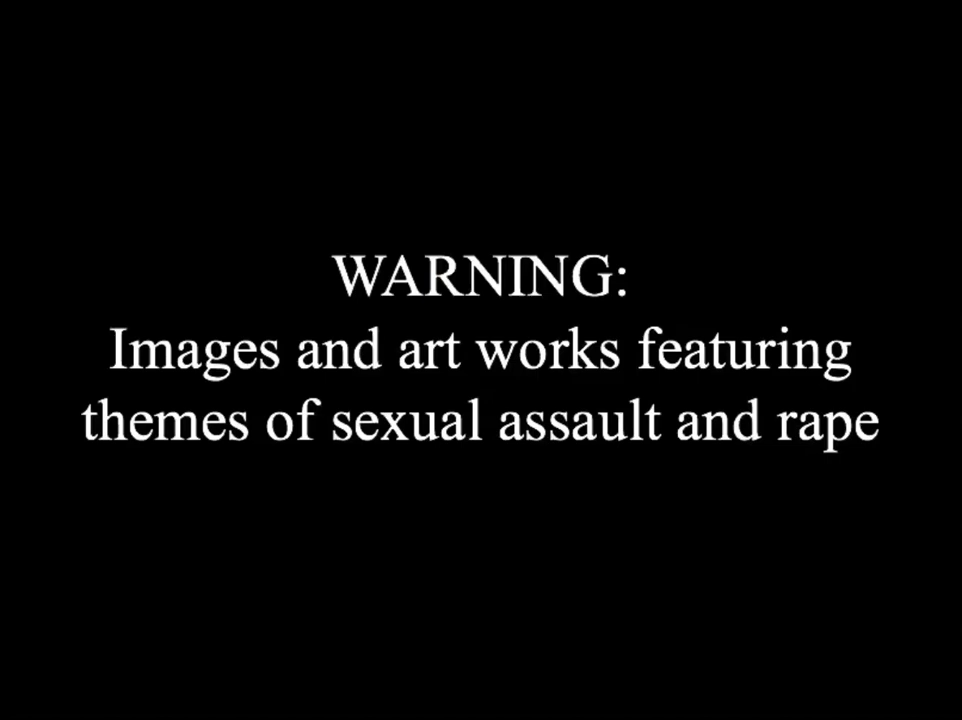 WARNING:
Images and art works featuring
themes of sexual assault and rape